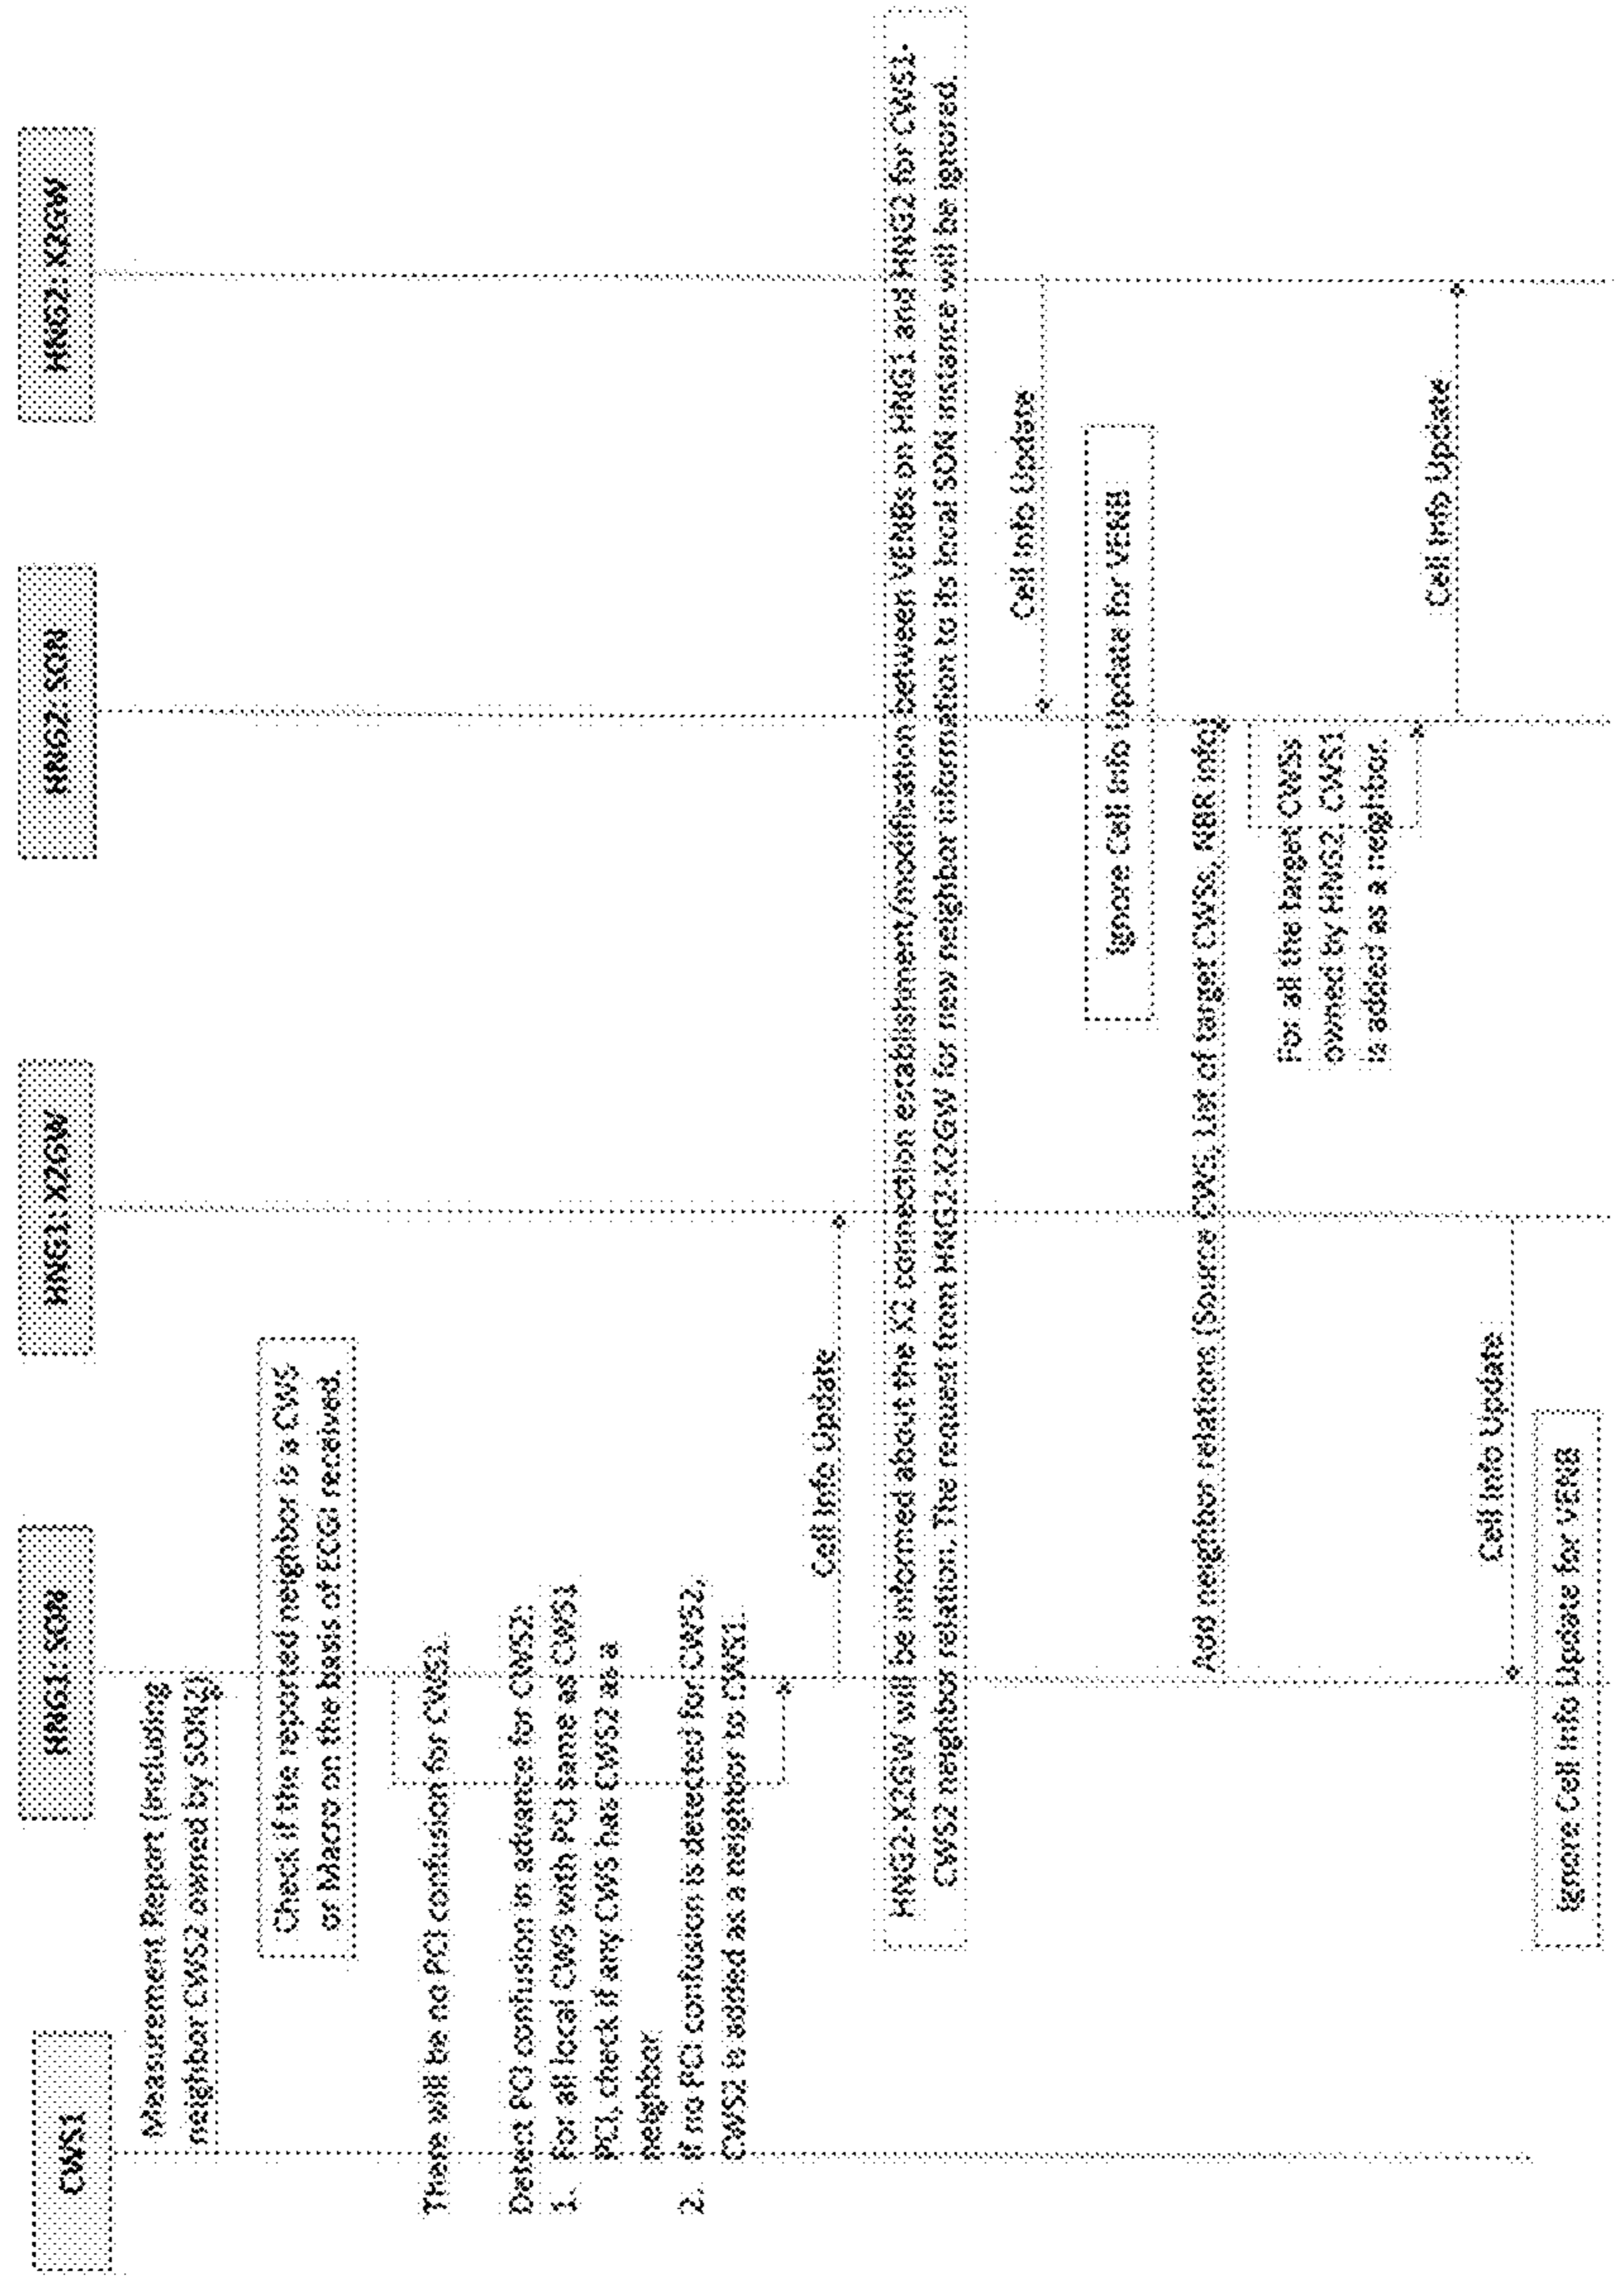 CWS1
HNG1 SON
HNG1 X2GW
HNG2 SON
HNG2 X2GW
Measurement Report (including
neighbor CWS2 owned by SON2)
Check if the reported neighbor is a CWS
or Macro on the basis of ECGI received.
There will be no PCI confusion for CWS1.
Detect PCI confusion in advance for CWS2:
1. For all local CWS with PCI same as CWS1
PCI, check if any CWS has CWS2 as a
neighbor
2. If no PCI confusion is detected for CWS2,
CWS2 is added as a neighbor to CWS1.
Cell Info Update
HNG2-X2GW will be informed about the X2 connection establishment/modification between VENBs on HNG1 and HNG2 for CWS1-
CWS2 neighbor relation. The request from HNG2-X2GW for new neighbor information to its local SON instance will be ignored.
Cell Info Update
Ignore Cell Info Update for VENB
Add neighbor relations (Source CWS, List of target CWSs, NBR Info)
For all the target CWSs
owned by HNG2, CWS1
is added as a neighbor.
Cell Info Update
Cell Info Update
Ignore Cell Info Update for VENB